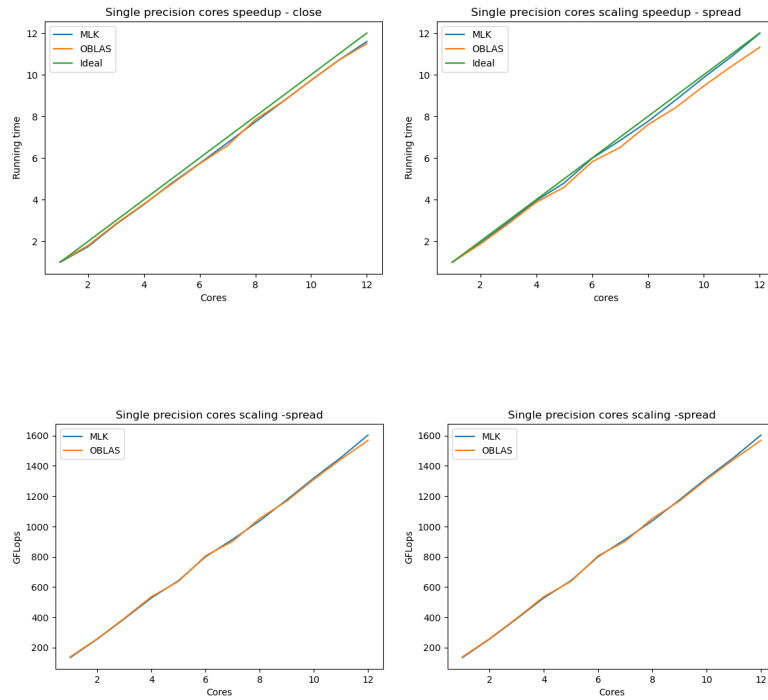 Single precision cores speedup - close
MLK
OBLAS
Ideal
Running time
12
10
8
6
4
2
2 4 6 8 10 12
Cores
Single precision cores scaling speedup - spread
MLK
OBLAS
Ideal
Running time
12
10
8
6
4
2
2 4 6 8 10 12
cores
Single precision cores scaling -spread
MLK
OBLAS
GFLops
1600
1400
1200
1000
800
600
400
200
2 4 6 8 10 12
Cores
Single precision cores scaling -spread
MLK
OBLAS
GFLops
1600
1400
1200
1000
800
600
400
200
2 4 6 8 10 12
Cores